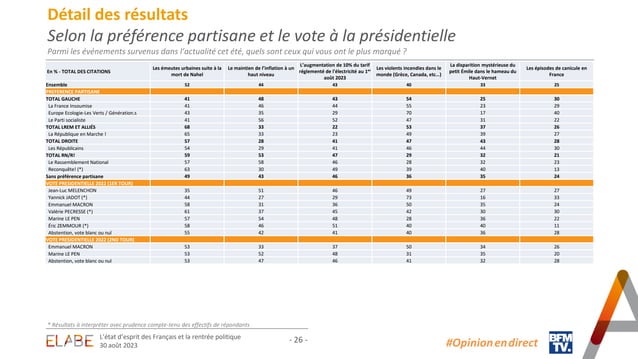 Détail des résultats
Selon la préférence partisane et le vote à la présidentielle
Parmi les événements survenus dans l'actualité cet été, quels sont ceux qui vous ont le plus marqué ?
En % - TOTAL DES CITATIONS | Les émeutes urbaines suite à la mort de Nahel | Le maintien de l'inflation à un haut niveau | L'augmentation de 10% du tarif réglementé de l'électricité au 1er août 2023 | Les violents incendies dans le monde (Grèce, Canada, etc…) | La disparition mystérieuse du petit Emile dans le hameau du Haut-Vernet | Les épisodes de canicule en France
Ensemble 52 44 43 40 33 25
PREFERENCE PARTISANE
TOTAL GAUCHE 41 48 43 54 25 30
La France Insoumise 41 46 44 55 23 29
Europe Ecologie-Les Verts / Génération.s 43 35 29 70 17 40
Le Parti socialiste 41 56 52 47 31 22
TOTAL LREM ET ALLIÉS 68 33 22 53 37 26
La République en Marche ! 65 33 23 49 39 27
TOTAL DROITE 57 28 41 47 43 28
Les Républicains 54 29 41 46 44 30
TOTAL RN/R! 59 53 47 29 32 21
Le Rassemblement National 57 58 46 28 32 23
Reconquête! (*) 63 30 49 39 40 13
Sans préférence partisane 49 43 46 36 35 24
VOTE PRESIDENTIELLE 2022 (1ER TOUR)
Jean-Luc MELENCHON 35 51 46 49 27 27
Yannick JADOT (*) 44 27 29 73 16 33
Emmanuel MACRON 58 31 36 50 35 24
Valérie PECRESSE (*) 61 37 45 42 30 30
Marine LE PEN 57 54 48 28 36 22
Éric ZEMMOUR (*) 58 46 51 40 40 11
Abstention, vote blanc ou nul 55 42 41 40 36 28
VOTE PRESIDENTIELLE 2022 (2ND TOUR)
Emmanuel MACRON 53 33 37 50 34 26
Marine LE PEN 53 52 48 31 35 20
Abstention, vote blanc ou nul 53 47 46 41 32 28
* Résultats à interpréter avec prudence compte-tenu des effectifs de répondants
ELABE
L'état d'esprit des Français et la rentrée politique
30 août 2023
- 26 -
#Opinion en direct
BFM
TV.